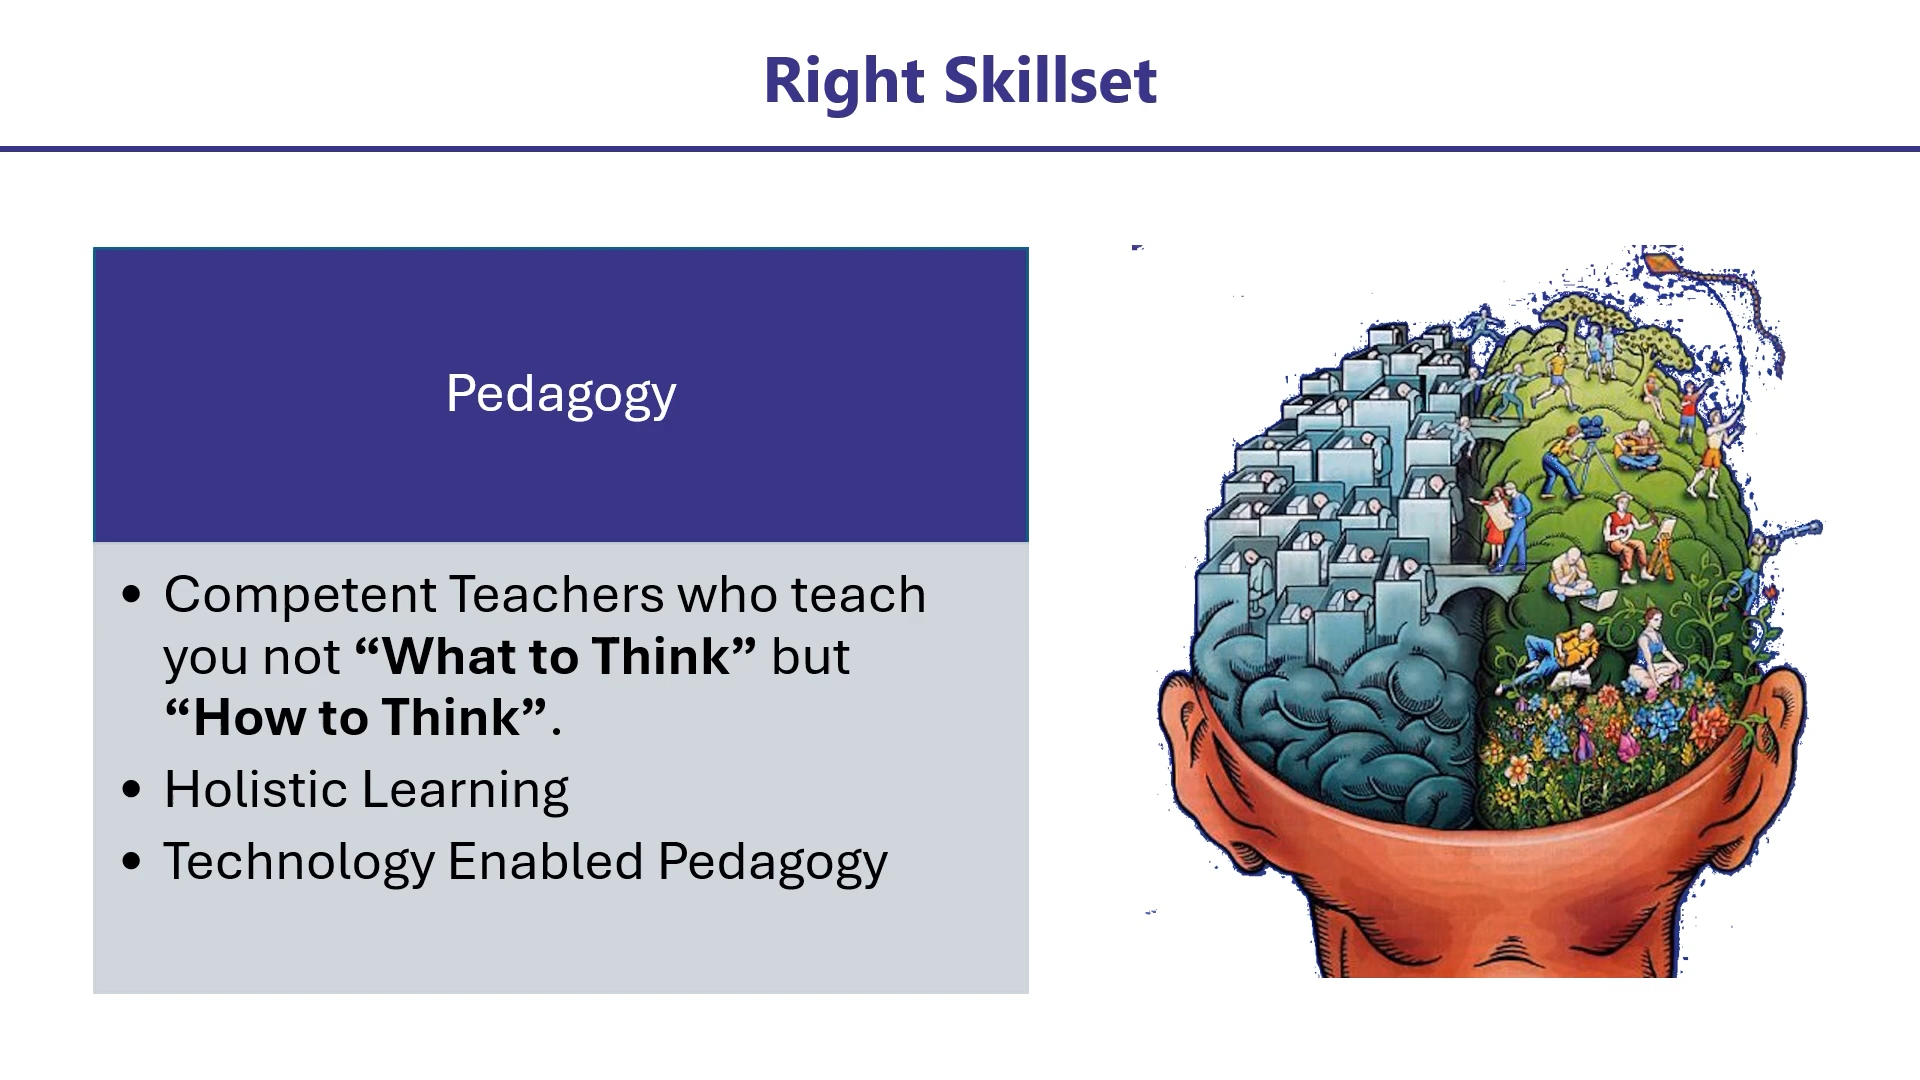 Right Skillset
Pedagogy
• Competent Teachers who teach
you not “What to Think” but
“How to Think”.
• Holistic Learning
• Technology Enabled Pedagogy